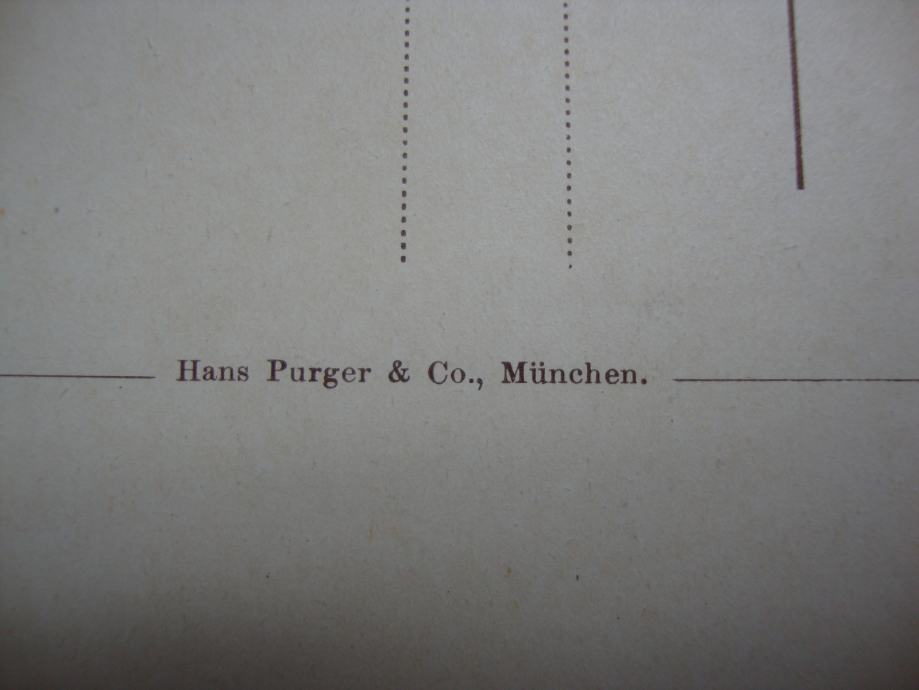 Hans Purger & Co., München.